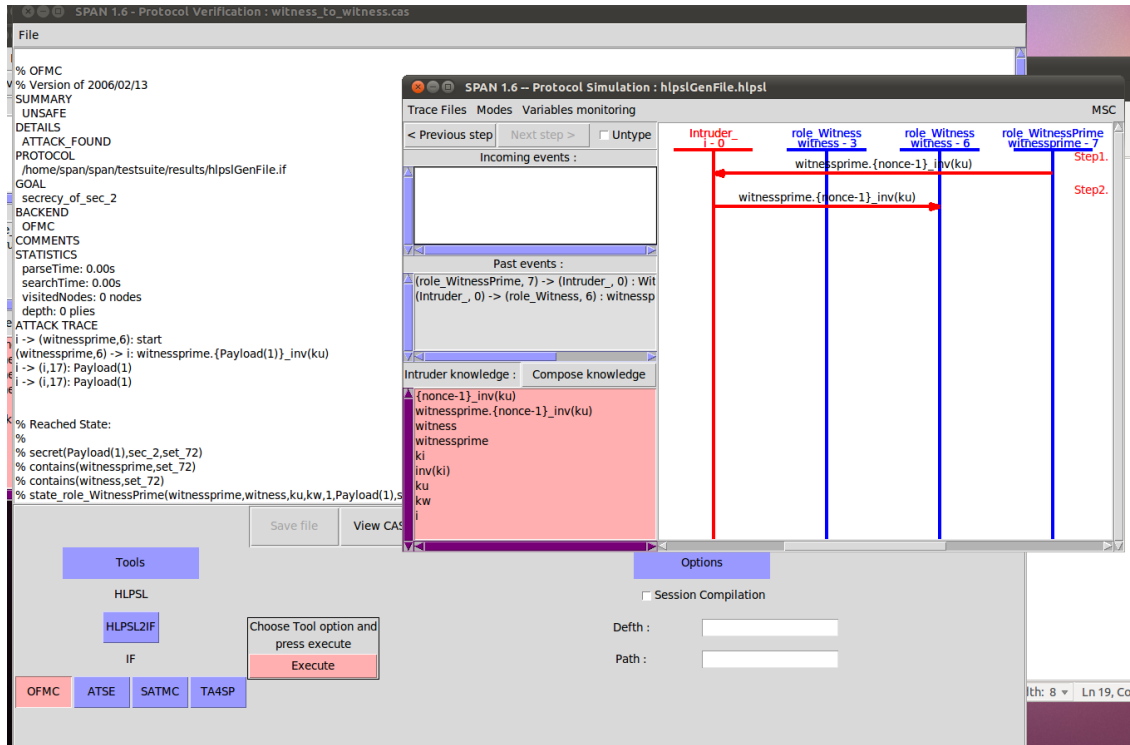 SPAN 1.6 - Protocol Verification : witness_to_witness.cas
File
% OFMC
% Version of 2006/02/13
SUMMARY
UNSAFE
DETAILS
ATTACK_FOUND
PROTOCOL
/home/span/span/testsuite/results/hlpslGenFile.if
GOAL
secrecy_of_sec_2
BACKEND
OFMC
COMMENTS
STATISTICS
parseTime: 0.00s
searchTime: 0.00s
visitedNodes: 0 nodes
depth: 0 plies
ATTACK TRACE
i -> (witnessprime,6): start
(witnessprime,6) -> i: witnessprime.{Payload(1)}_inv(ku)
i -> (i,17): Payload(1)
i -> (i,17): Payload(1)
% Reached State:
%
% secret(Payload(1),sec_2,set_72)
% contains(witnessprime,set_72)
% contains(witness,set_72)
% state_role_WitnessPrime(witnessprime,witness,ku,kw,1,Payload(1),s
SPAN 1.6 -- Protocol Simulation : hlpslGenFile.hlpsl
Trace Files Modes Variables monitoring MSC
< Previous step Next step > Untype
Incoming events :
Past events :
(role_WitnessPrime, 7) -> (Intruder_, 0) : Wit
(Intruder_, 0) -> (role_Witness, 6) : witnessp
Intruder knowledge : Compose knowledge
{nonce-1}_inv(ku)
witnessprime.{nonce-1}_inv(ku)
witness
witnessprime
ki
inv(ki)
ku
kw
i
Intruder_ role_Witness role_Witness role_WitnessPrime
i - 0 witness - 3 witness - 6 witnessprime - 7
Step1.
witnessprime.{nonce-1}_inv(ku)
Step2.
witnessprime.{nonce-1}_inv(ku)
Save file View CAS
Tools Options
HLPSL Session Compilation
HLPSL2IF Choose Tool option and press execute Defth :
IF Execute Path :
OFMC ATSE SATMC TA4SP
lth: 8 Ln 19, Co